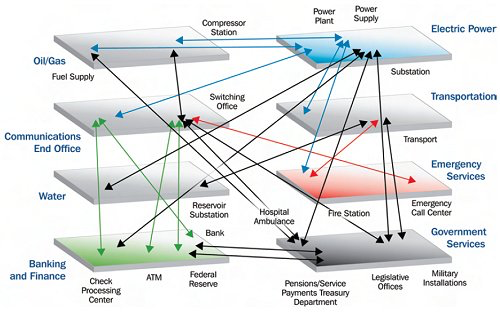 Compressor
Station
Power
Plant
Power
Supply
Electric Power
Oil/Gas
Fuel Supply
Substation
Switching
Office
Transportation
Communications
End Office
Transport
Emergency
Services
Water
Reservoir
Substation
Hospital
Ambulance
Fire Station
Emergency
Call Center
Bank
Government
Services
Banking
and Finance
Check
Processing
Center
ATM
Federal
Reserve
Pensions/Service
Payments Treasury
Department
Legislative
Offices
Military
Installations